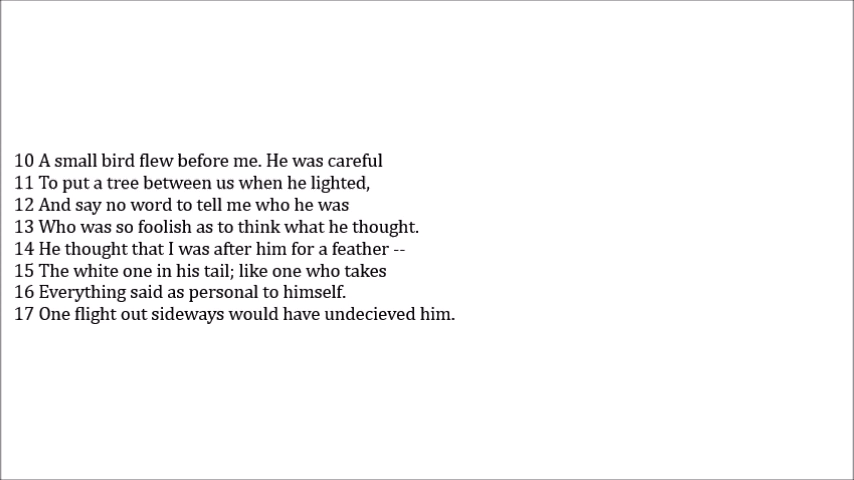 10 A small bird flew before me. He was careful
11 To put a tree between us when he lighted,
12 And say no word to tell me who he was
13 Who was so foolish as to think what he thought.
14 He thought that I was after him for a feather --
15 The white one in his tail; like one who takes
16 Everything said as personal to himself.
17 One flight out sideways would have undecieved him.